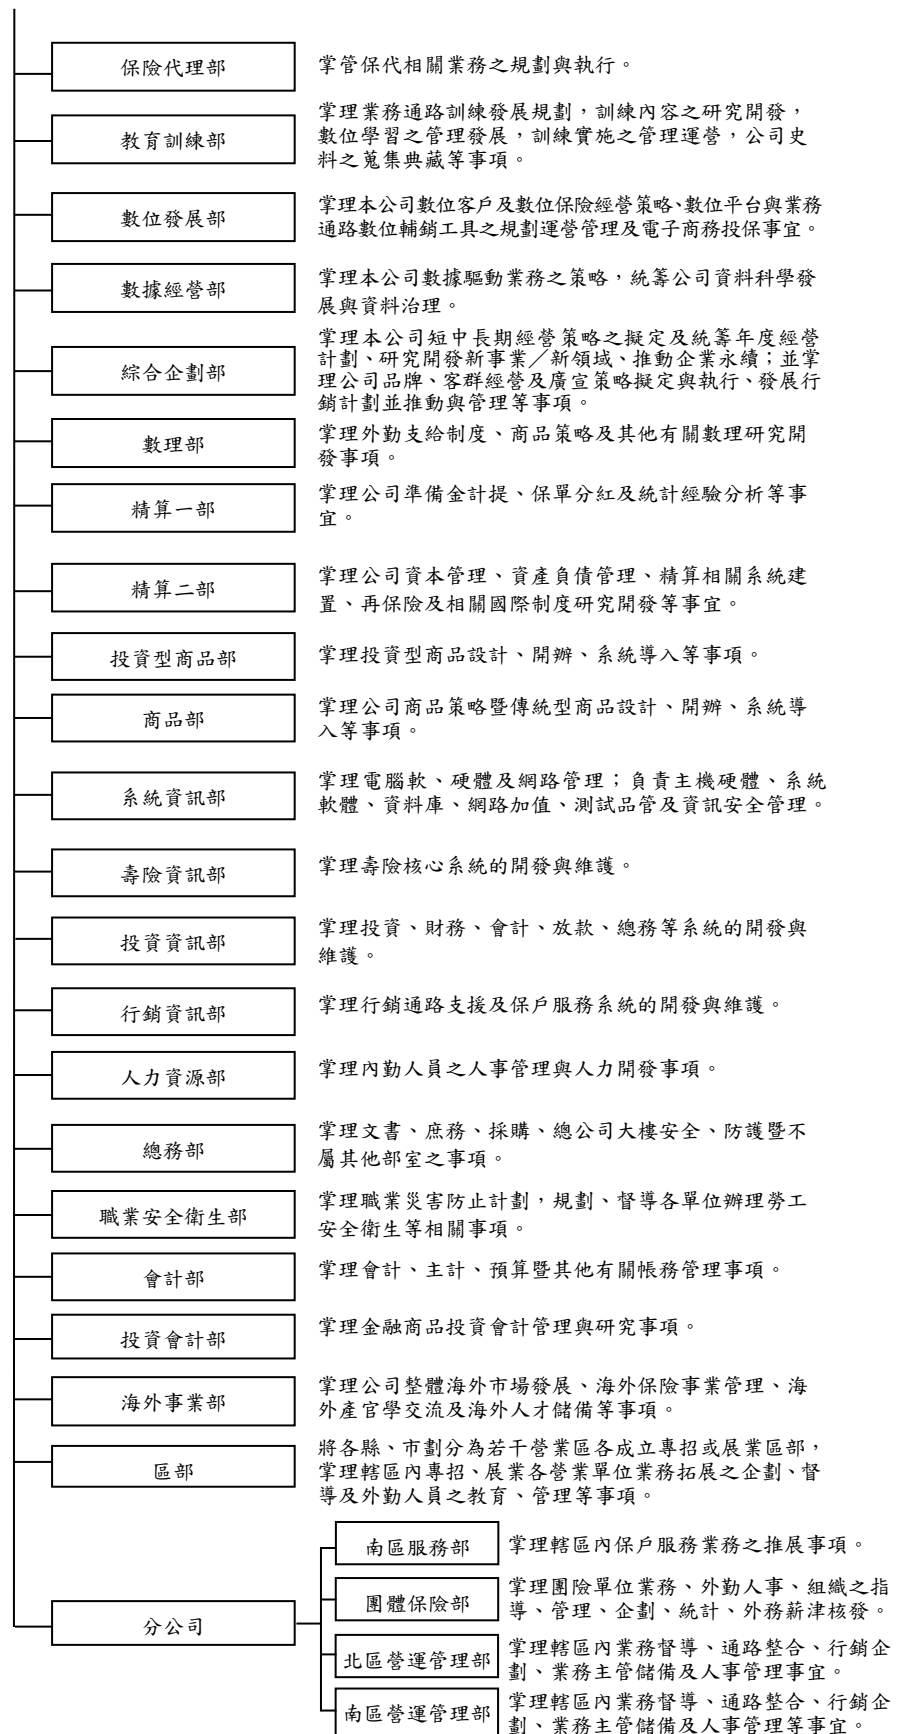 保險代理部
掌管保代相關業務之規劃與執行。
教育訓練部
掌理業務通路訓練發展規劃，訓練內容之研究開發，
數位學習之管理發展，訓練實施之管理運營，公司史
料之蒐集典藏等事項。
數位發展部
掌理本公司數位客戶及數位保險經營策略、數位平台與業務
通路數位輔銷工具之規劃運營管理及電子商務投保事宜。
數據經營部
掌理本公司數據驅動業務之策略，統籌公司資料科學發
展與資料治理。
綜合企劃部
掌理本公司短中長期經營策略之擬定及統籌年度經營
計劃、研究開發新事業／新領域、推動企業永續；並掌
理公司品牌、客群經營及廣宣策略擬定與執行、發展行
銷計劃並推動與管理等事項。
數理部
掌理外勤支給制度、商品策略及其他有關數理研究開
發事項。
精算一部
掌理公司準備金計提、保單分紅及統計經驗分析等事
宜。
精算二部
掌理公司資本管理、資產負債管理、精算相關系統建
置、再保險及相關國際制度研究開發等事宜。
投資型商品部
掌理投資型商品設計、開辦、系統導入等事項。
商品部
掌理公司商品策略暨傳統型商品設計、開辦、系統導
入等事項。
系統資訊部
掌理電腦軟、硬體及網路管理；負責主機硬體、系統
軟體、資料庫、網路加值、測試品管及資訊安全管理。
壽險資訊部
掌理壽險核心系統的開發與維護。
投資資訊部
掌理投資、財務、會計、放款、總務等系統的開發與
維護。
行銷資訊部
掌理行銷通路支援及保戶服務系統的開發與維護。
人力資源部
掌理內勤人員之人事管理與人力開發事項。
總務部
掌理文書、庶務、採購、總公司大樓安全、防護暨不
屬其他部室之事項。
職業安全衛生部
掌理職業災害防止計劃，規劃、督導各單位辦理勞工
安全衛生等相關事項。
會計部
掌理會計、主計、預算暨其他有關帳務管理事項。
投資會計部
掌理金融商品投資會計管理與研究事項。
海外事業部
掌理公司整體海外市場發展、海外保險事業管理、海
外產官學交流及海外人才儲備等事項。
區部
將各縣、市劃分為若干營業區各成立專招或展業區部，
掌理轄區內專招、展業各營業單位業務拓展之企劃、督
導及外勤人員之教育、管理等事項。
分公司
南區服務部
掌理轄區內保戶服務業務之推展事項。
團體保險部
掌理團險單位業務、外勤人事、組織之指
導、管理、企劃、統計、外務薪津核發。
北區營運管理部
掌理轄區內業務督導、通路整合、行銷企
劃、業務主管儲備及人事管理事宜。
南區營運管理部
掌理轄區內業務督導、通路整合、行銷企
劃、業務主管儲備及人事管理等事宜。